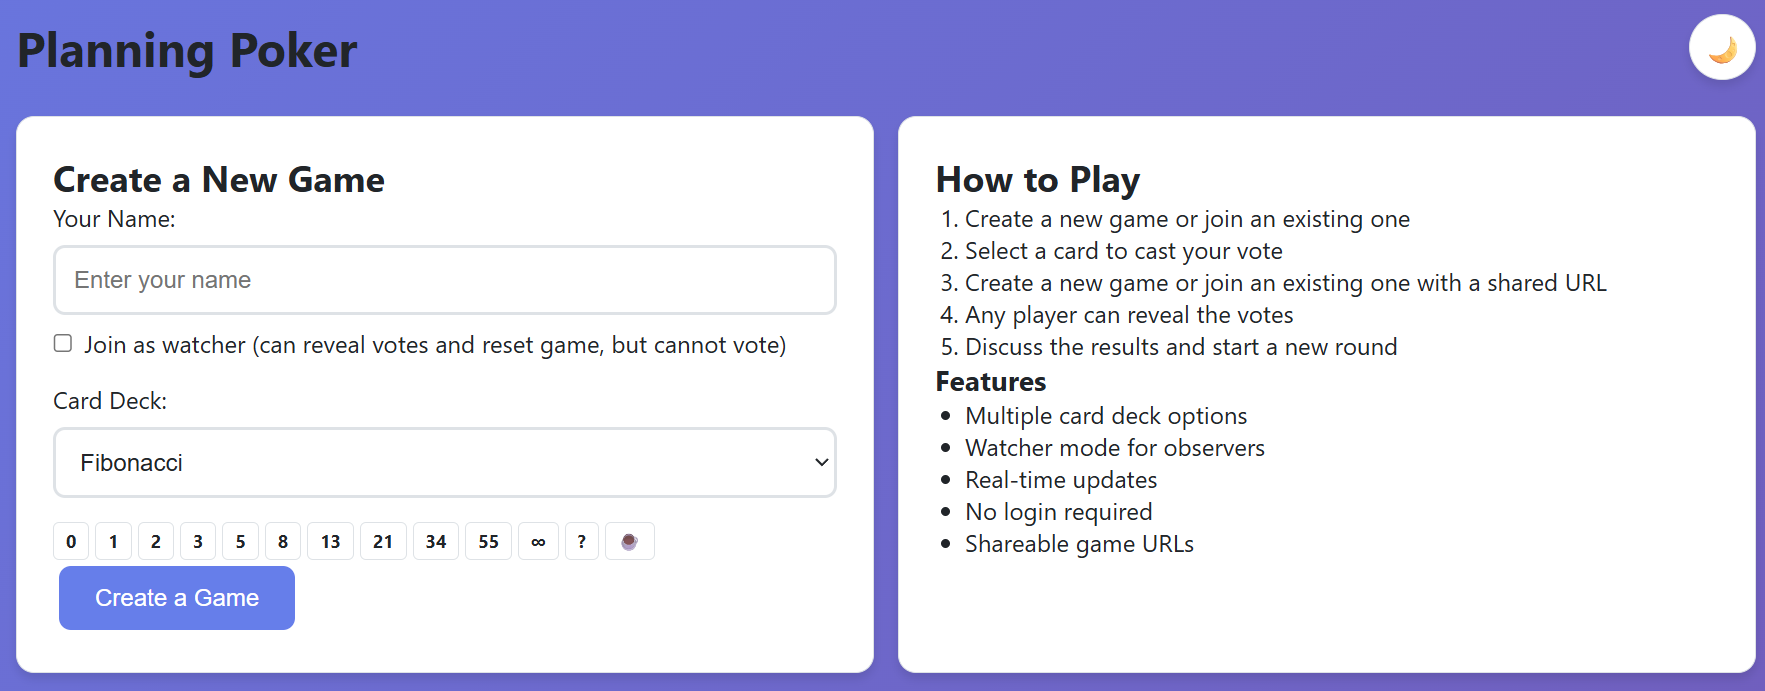 Planning Poker
Create a New Game
Your Name:
Enter your name
Join as watcher (can reveal votes and reset game, but cannot vote)
Card Deck:
Fibonacci
0 1 2 3 5 8 13 21 34 55 ∞ ?
Create a Game
How to Play
1. Create a new game or join an existing one
2. Select a card to cast your vote
3. Create a new game or join an existing one with a shared URL
4. Any player can reveal the votes
5. Discuss the results and start a new round
Features
• Multiple card deck options
• Watcher mode for observers
• Real-time updates
• No login required
• Shareable game URLs